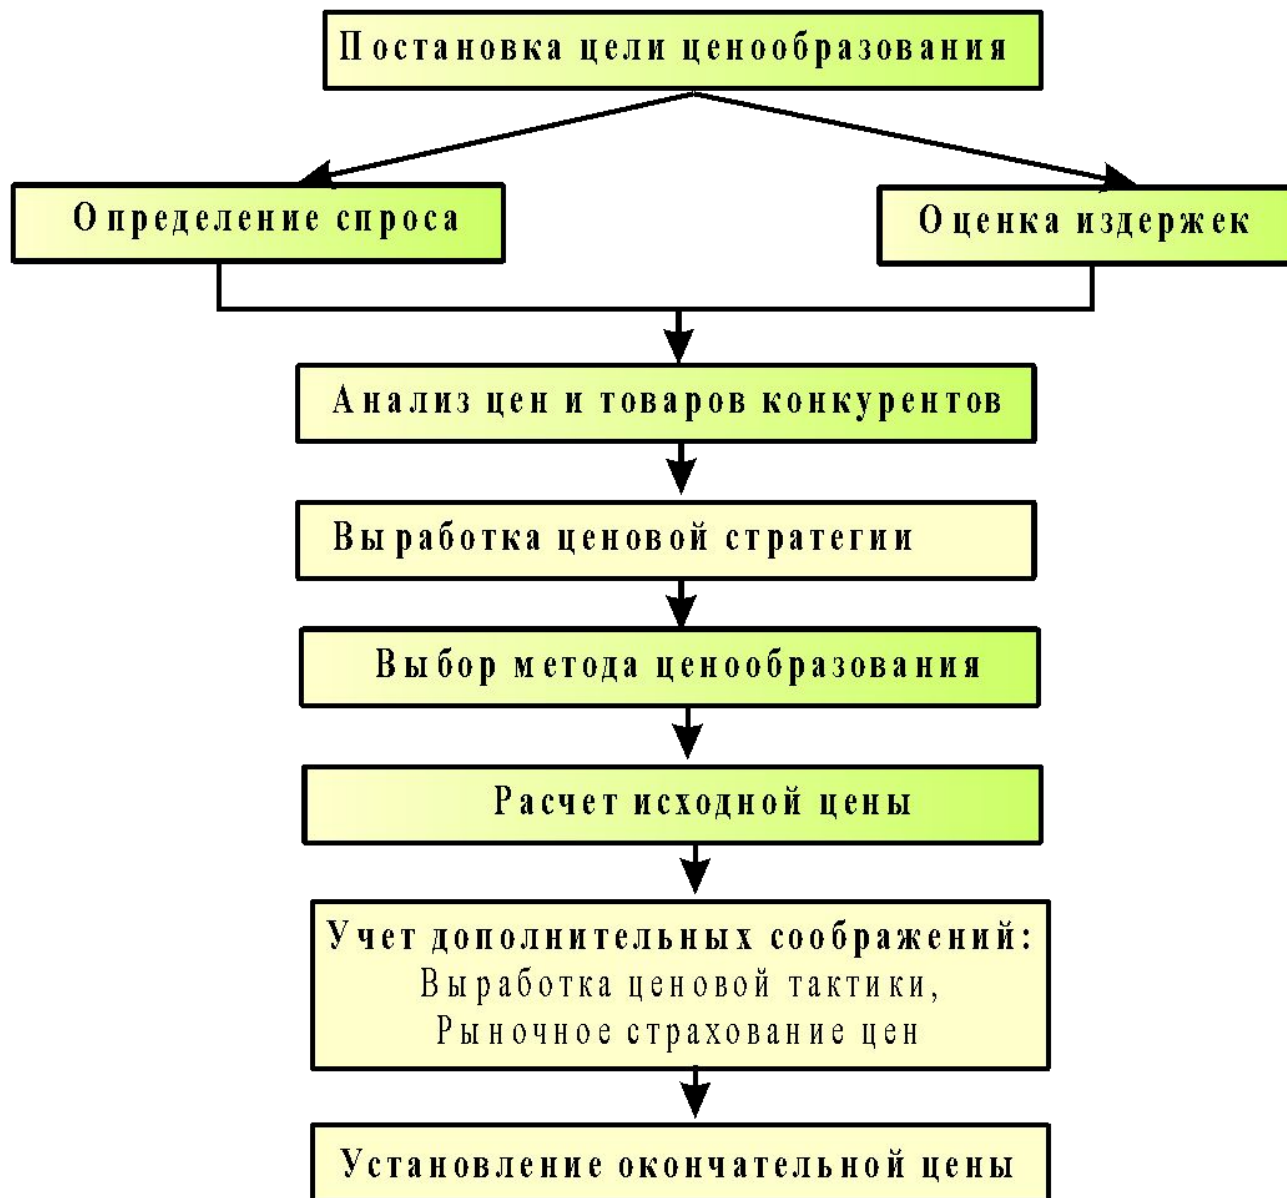 Постановка цели ценообразования
Определение спроса
Оценка издержек
Анализ цен и товаров конкурентов
Выработка ценовой стратегии
Выбор метода ценообразования
Расчет исходной цены
Учет дополнительных соображений:
Выработка ценовой тактики,
Рыночное страхование цен
Установление окончательной цены